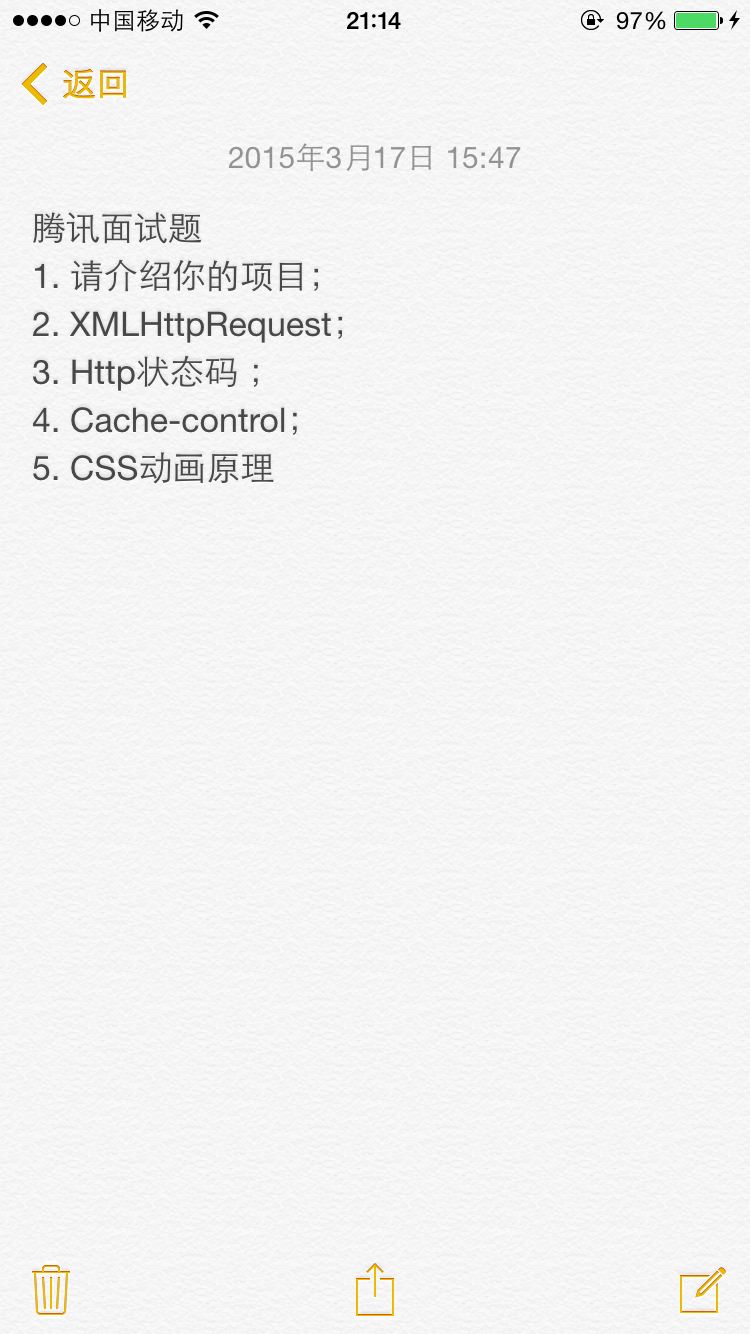 中国移动 21:14 97%
返回
2015年3月17日 15:47
腾讯面试题
1. 请介绍你的项目；
2. XMLHttpRequest；
3. Http状态码 ；
4. Cache-control；
5. CSS动画原理